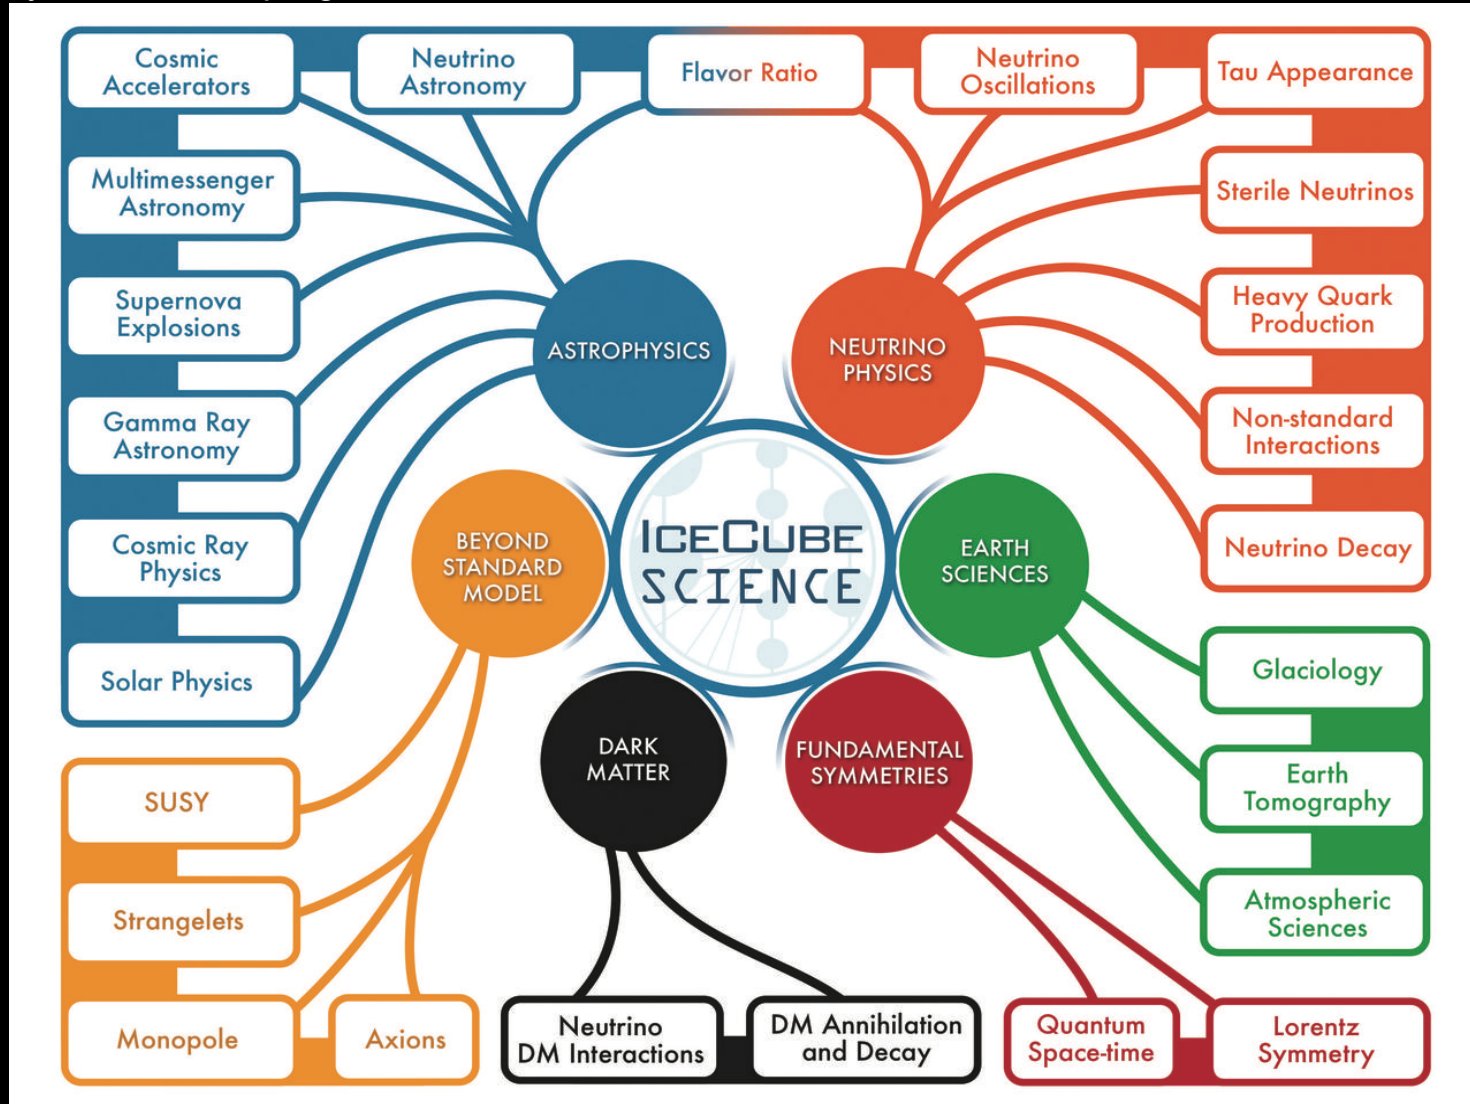 Cosmic
Accelerators
Neutrino
Astronomy
Flavor Ratio
Neutrino
Oscillations
Tau Appearance
Multimessenger
Astronomy
Sterile Neutrinos
Supernova
Explosions
Heavy Quark
Production
ASTROPHYSICS
NEUTRINO
PHYSICS
Gamma Ray
Astronomy
Non-standard
Interactions
Cosmic Ray
Physics
BEYOND
STANDARD
MODEL
ICECUBE
SCIENCE
EARTH
SCIENCES
Neutrino Decay
Solar Physics
Glaciology
DARK
MATTER
FUNDAMENTAL
SYMMETRIES
SUSY
Earth
Tomography
Strangelets
Atmospheric
Sciences
Monopole
Axions
Neutrino
DM Interactions
DM Annihilation
and Decay
Quantum
Space-time
Lorentz
Symmetry